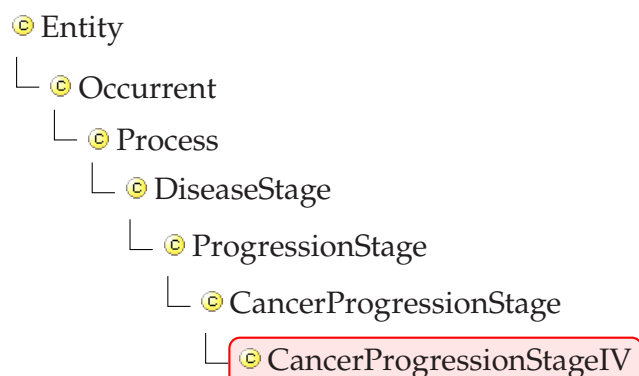 Entity
Occurrent
Process
DiseaseStage
ProgressionStage
CancerProgressionStage
CancerProgressionStageIV